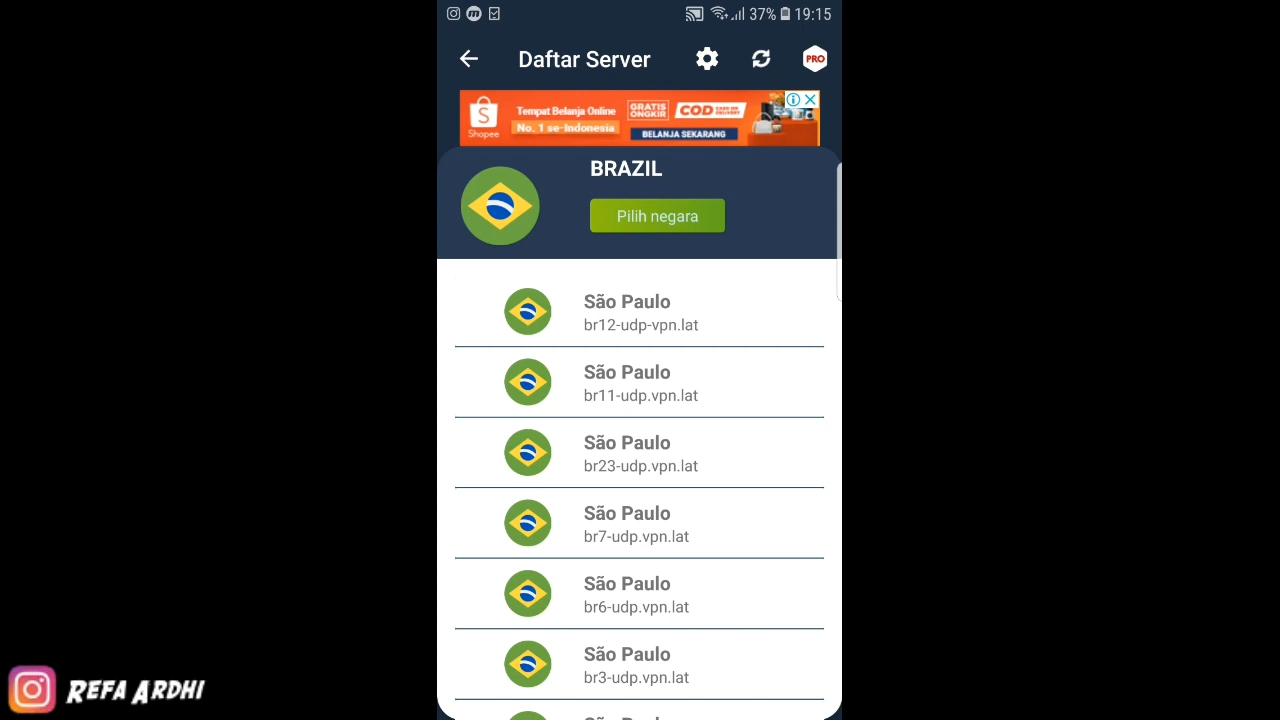 37% 19:15
Daftar Server
PRO
Shopee
Tempat Belanja Online
No. 1 se-Indonesia
GRATIS ONGKIR
COD
BELANJA SEKARANG
BRAZIL
Pilih negara
São Paulo
br12-udp-vpn.lat
São Paulo
br11-udp.vpn.lat
São Paulo
br23-udp.vpn.lat
São Paulo
br7-udp.vpn.lat
São Paulo
br6-udp.vpn.lat
São Paulo
br3-udp.vpn.lat
REFA ARDHI